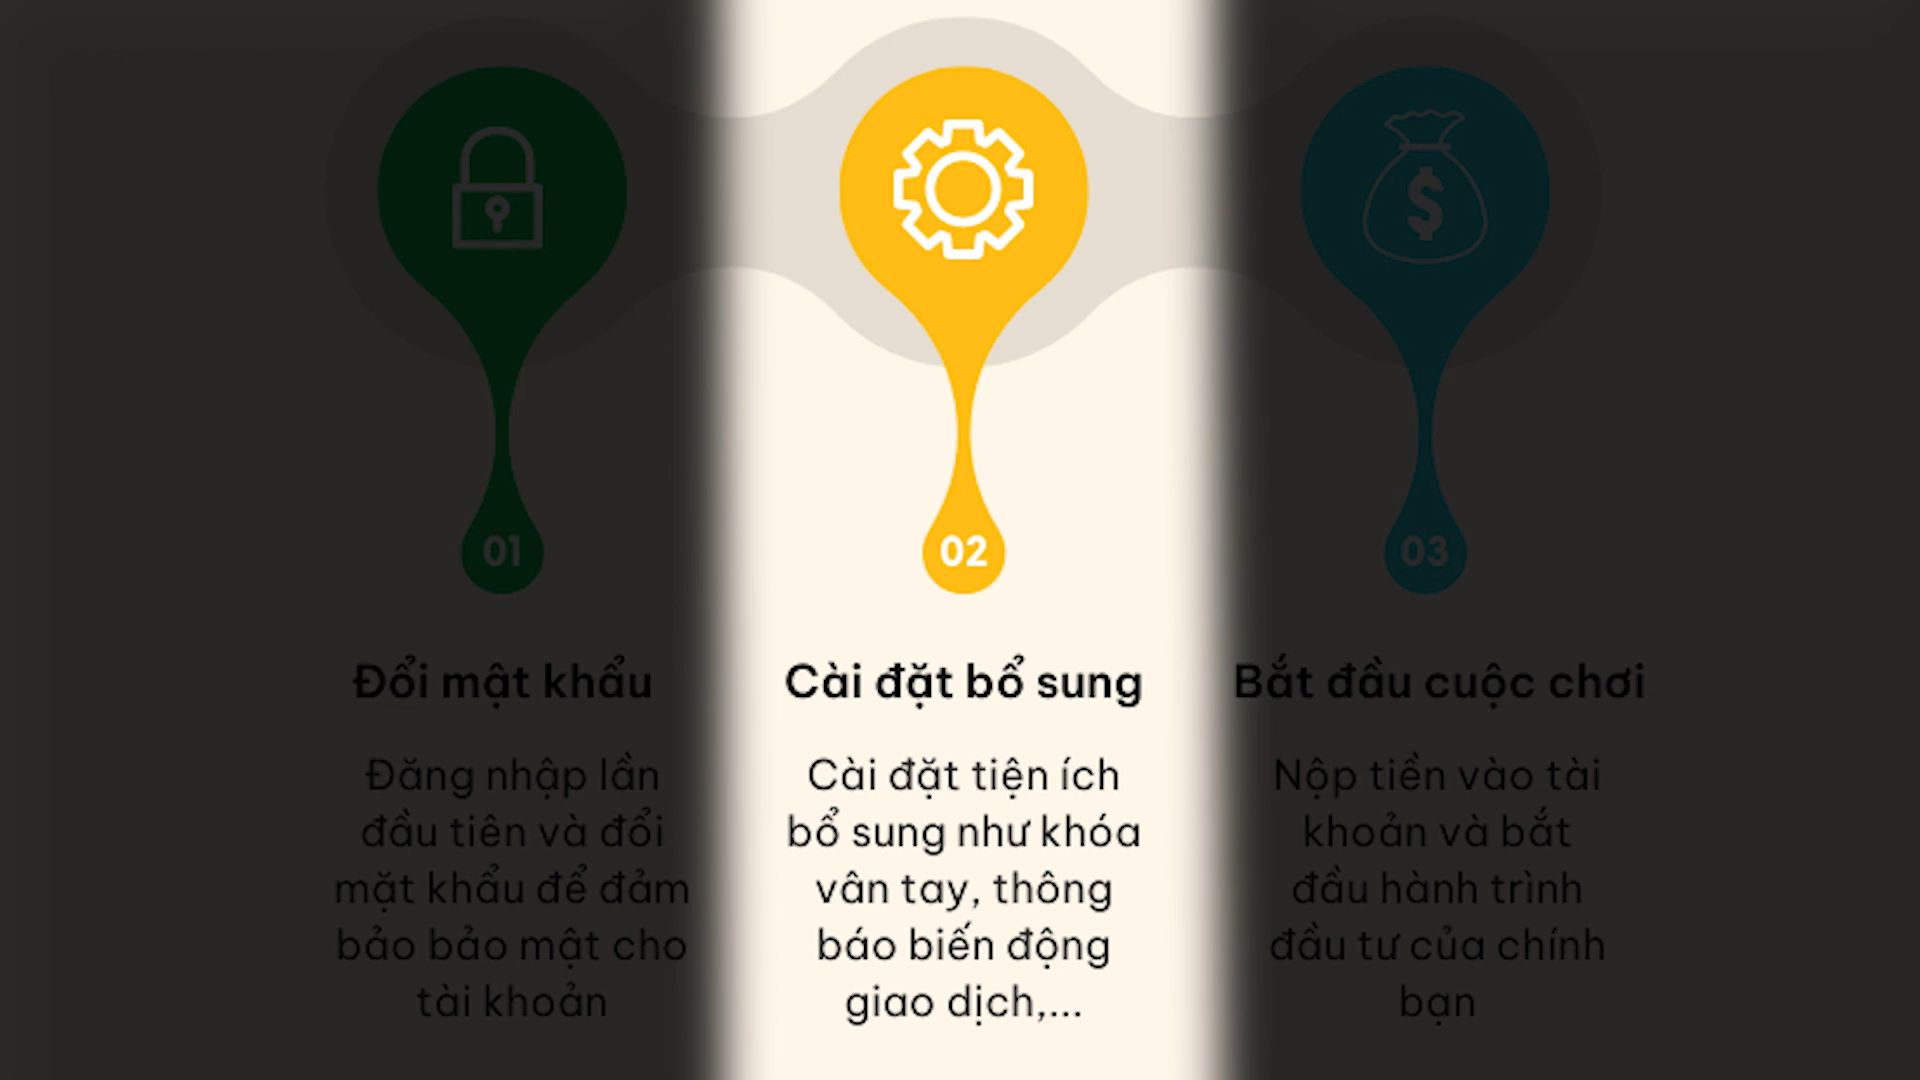 01
Đổi mật khẩu
Đăng nhập lần
đầu tiên và đổi
mặt khẩu để đảm
bảo bảo mật cho
tài khoản
02
Cài đặt bổ sung
Cài đặt tiện ích
bổ sung như khóa
vân tay, thông
báo biến động
giao dịch,...
$
03
Bắt đầu cuộc chơi
Nộp tiền vào tài
khoản và bắt
đầu hành trình
đầu tư của chính
bạn